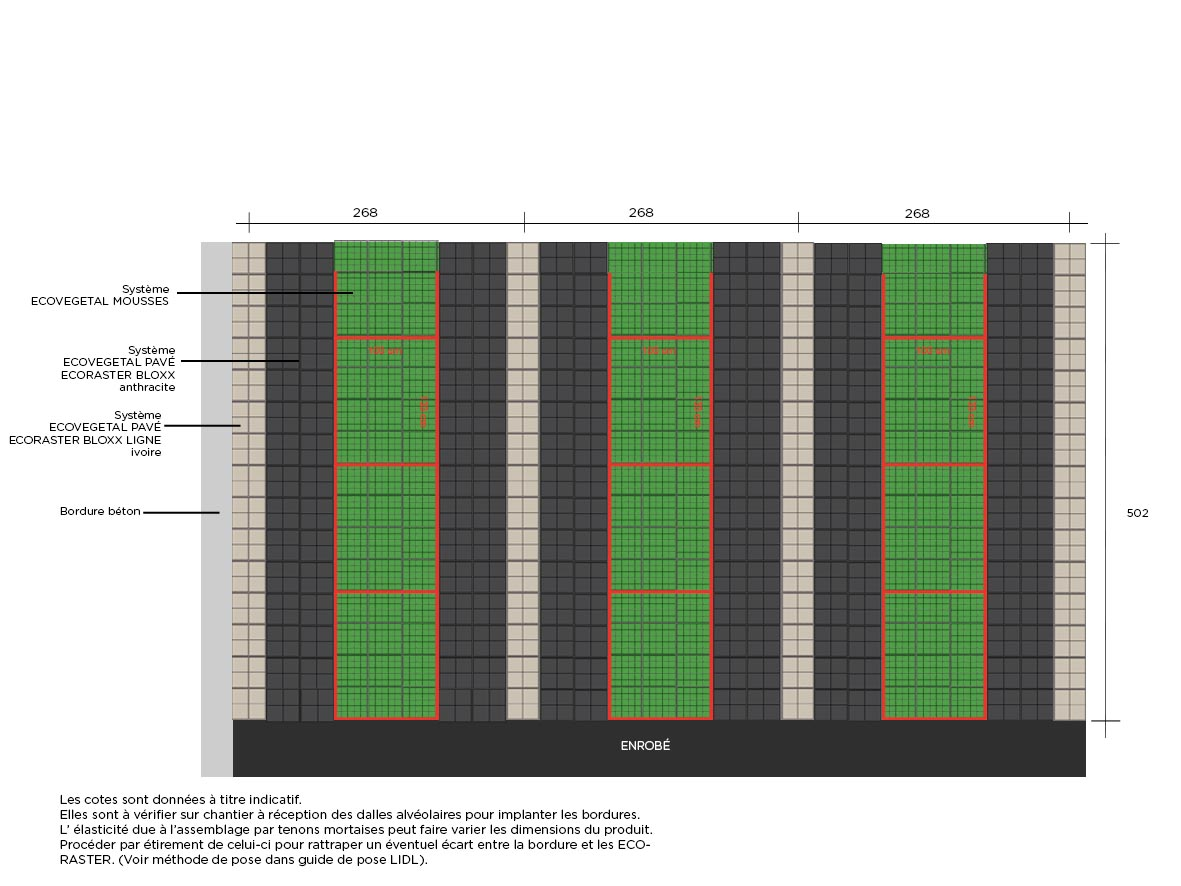 268
268
268
Système
ECOVEGETAL MOUSSES
Système
ECOVEGETAL PAVÉ
ECORASTER BLOXX
anthracite
Système
ECOVEGETAL PAVÉ
ECORASTER BLOXX LIGNE
ivoire
Bordure béton
502
ENROBÉ
Les cotes sont données à titre indicatif.
Elles sont à vérifier sur chantier à réception des dalles alvéolaires pour implanter les bordures.
L' élasticité due à l'assemblage par tenons mortaises peut faire varier les dimensions du produit.
Procéder par étirement de celui-ci pour rattraper un éventuel écart entre la bordure et les ECO-
RASTER. (Voir méthode de pose dans guide de pose LIDL).